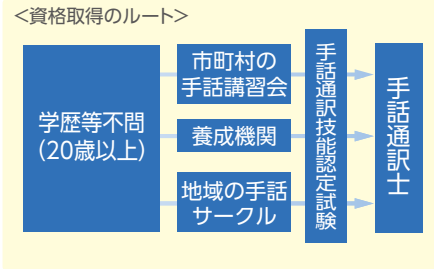 ＜資格取得のルート＞
学歴等不問
（20歳以上）
市町村の
手話講習会
養成機関
地域の手話
サークル
手話通訳技能認定試験
手話通訳士